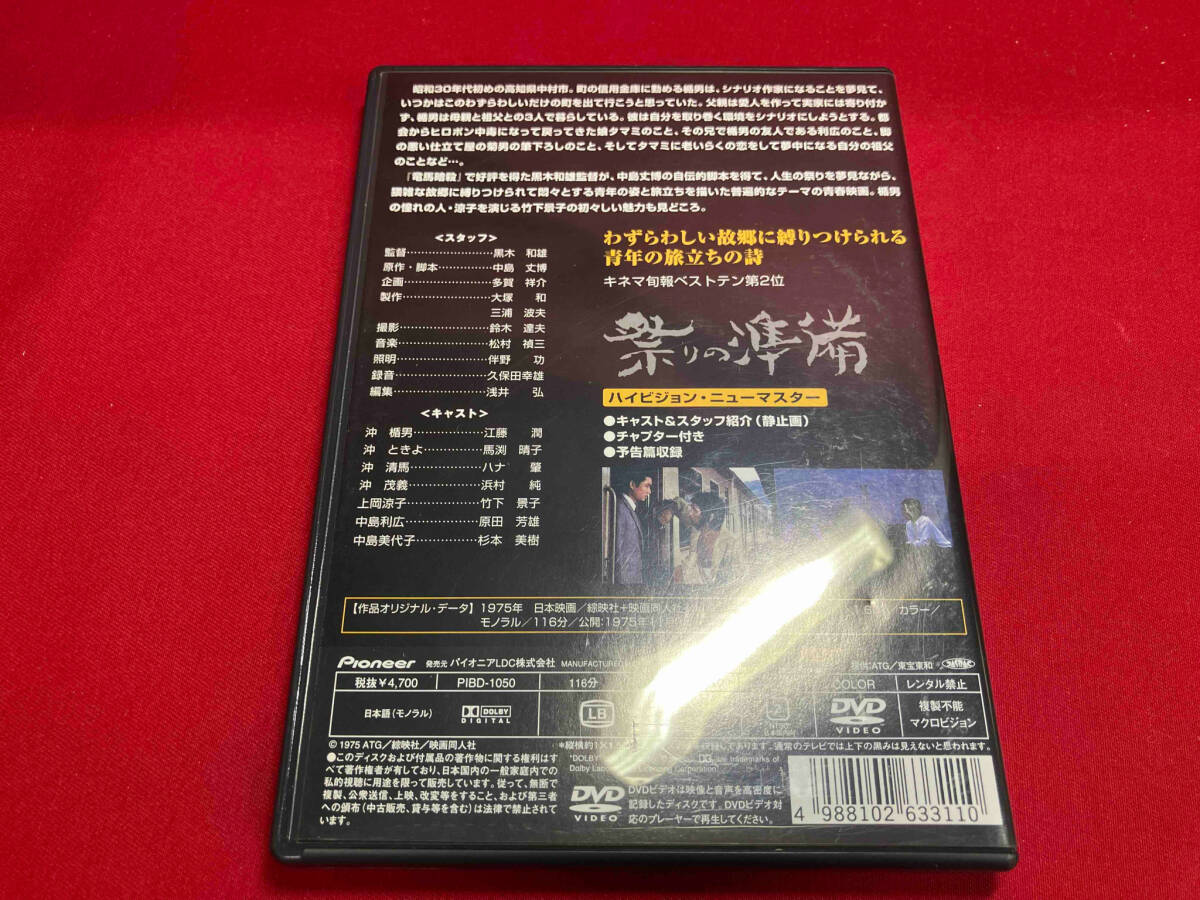 昭和30年代初めの高知県中村市。町の信用金庫に勤める楯男は、シナリオ作家になることを夢見て、
いつかはこのわずらわしいだけの町を出て行こうと思っていた。父親は愛人を作って実家には寄り付か
ず、楯男は母親と祖父との3人で暮らしている。彼は自分を取り巻く環境をシナリオにしようとする。都
会からヒロポン中毒になって戻ってきた娘タマミのこと、その兄で楯男の友人である利広のこと、脚
の悪い仕立て屋の菊男の筆下ろしのこと、そしてタマミに老いらくの恋をして夢中になる自分の祖父
のことなど…。
『竜馬暗殺』で好評を得た黒木和雄監督が、中島丈博の自伝的脚本を得て、人生の祭りを夢見ながら、
猥雑な故郷に縛りつけられて悶々とする青年の姿と旅立ちを描いた普遍的なテーマの青春映画。楯男
の憧れの人・涼子を演じる竹下景子の初々しい魅力も見どころ。
<スタッフ>
監督…………………黒木 和雄
原作・脚本…………中島 丈博
企画…………………多賀 祥介
製作…………………大塚 和
三浦 波夫
撮影…………………鈴木 達夫
音楽…………………松村 禎三
照明…………………伴野 功
録音…………………久保田幸雄
編集…………………浅井 弘
<キャスト>
沖 楯男……………江藤 潤
沖 ときよ…………馬渕 晴子
沖 清馬……………ハナ 肇
沖 茂義……………浜村 純
上岡涼子……………竹下 景子
中島利広……………原田 芳雄
中島美代子…………杉本 美樹
わずらわしい故郷に縛りつけられる
青年の旅立ちの詩
キネマ旬報ベストテン第2位
祭りの準備
ハイビジョン・ニューマスター
●キャスト&スタッフ紹介(静止画)
●チャプター付き
●予告篇収録
【作品オリジナル・データ】1975年 日本映画/綜映社+映画同人社 カラー/
モノラル/116分/公開:1975年
Pioneer 発売元 パイオニアLDC株式会社 MANUFACTURED 提供:ATG/東宝東和
税抜¥4,700 PIBD-1050 116分 COLOR レンタル禁止
日本語(モノラル) DOLBY DIGITAL LB 2 DVD VIDEO 複製不能 マクロビジョン
© 1975 ATG/綜映社/映画同人社
●このディスクおよび付属品の著作物に関する権利はす
べて著作権者が有しており、日本国内の一般家庭内での
私的視聴に用途を限って販売しています。従って、無断で
複製、公衆送信、上映、改変等をすること、および第三者
への頒布(中古販売、貸与等を含む)は法律で禁止されて
います。
通常のテレビでは上下の黒みは見えないと思われます。
trademarks of
Dolby Laboratories Licensing Corporation
DVD VIDEO
DVDビデオは映像と音声を高密度に
記録したディスクです。DVDビデオ対
応のプレーヤーで再生してください。
4 988102 633110